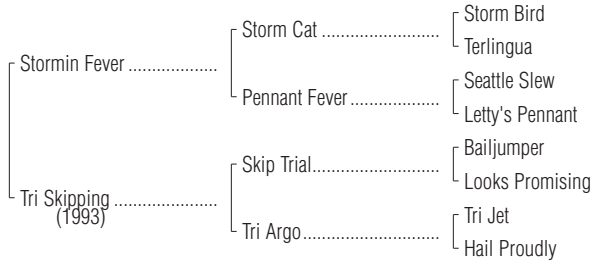 Storm Bird
Storm Cat ........................
Terlingua
Stormin Fever ..................
Seattle Slew
Pennant Fever ..................
Letty's Pennant
Bailjumper
Skip Trial..........................
Looks Promising
Tri Skipping .....................
(1993)
Tri Jet
Tri Argo............................
Hail Proudly